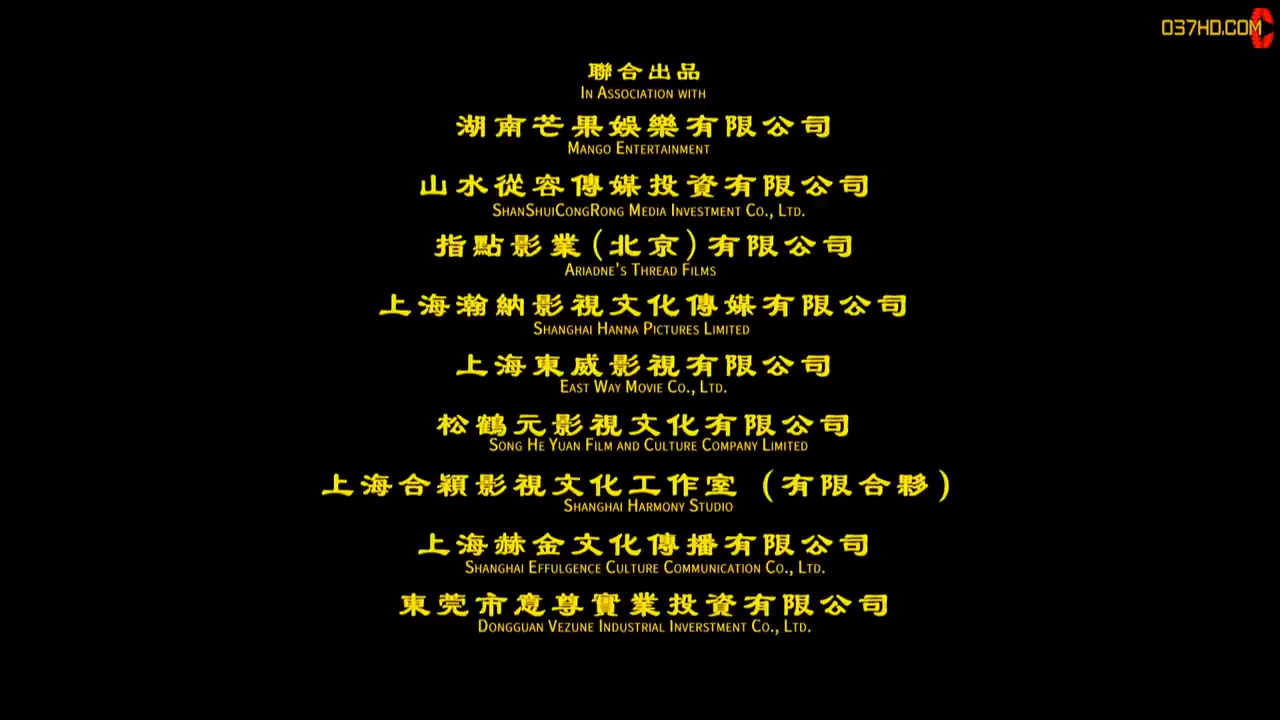 037HD.COM
聯合出品
In Association with
湖南芒果娛樂有限公司
Mango Entertainment
山水從容傳媒投資有限公司
ShanShuiCongRong Media Investment Co., Ltd.
指點影業(北京)有限公司
Ariadne's Thread Films
上海瀚納影視文化傳媒有限公司
Shanghai Hanna Pictures Limited
上海東威影視有限公司
East Way Movie Co., Ltd.
松鶴元影視文化有限公司
Song He Yuan Film and Culture Company Limited
上海合穎影視文化工作室 (有限合夥)
Shanghai Harmony Studio
上海赫金文化傳播有限公司
Shanghai Effulgence Culture Communication Co., Ltd.
東莞市意尊實業投資有限公司
Dongguan Vezune Industrial Inverstment Co., Ltd.